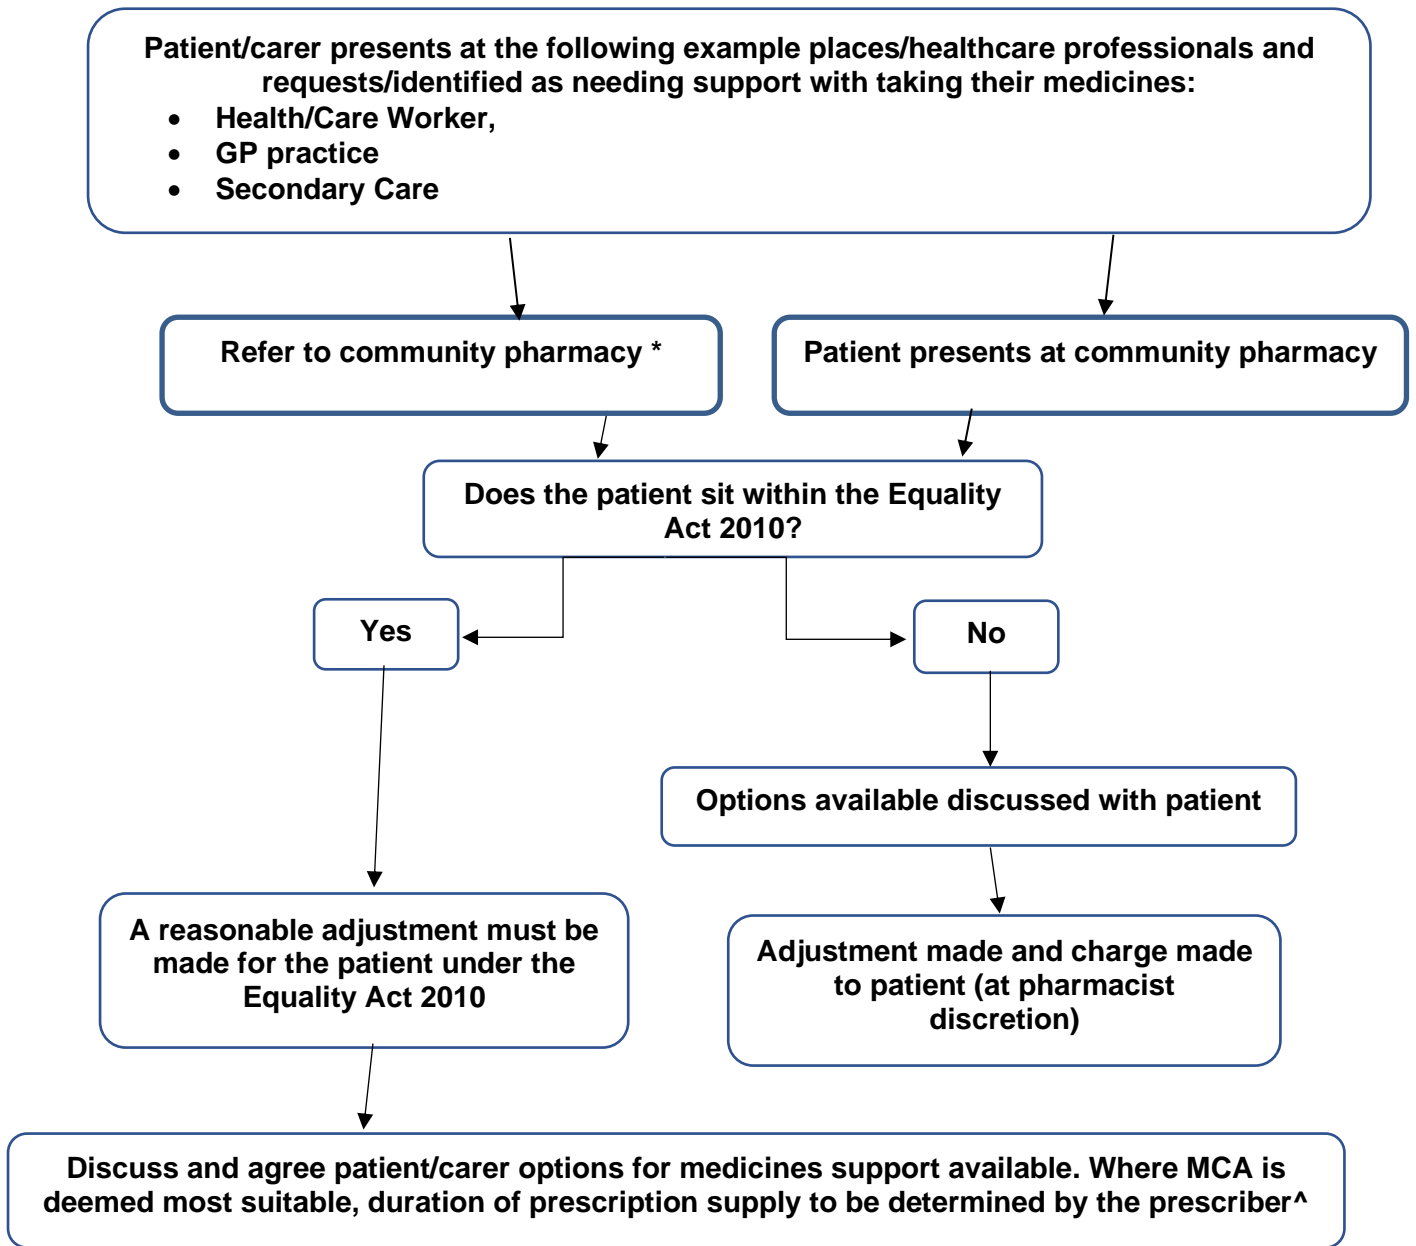 Patient/carer presents at the following example places/healthcare professionals and
requests/identified as needing support with taking their medicines:
• Health/Care Worker,
• GP practice
• Secondary Care
Refer to community pharmacy *
Patient presents at community pharmacy
Does the patient sit within the Equality
Act 2010?
Yes
No
Options available discussed with patient
A reasonable adjustment must be
made for the patient under the
Equality Act 2010
Adjustment made and charge made
to patient (at pharmacist
discretion)
Discuss and agree patient/carer options for medicines support available. Where MCA is
deemed most suitable, duration of prescription supply to be determined by the prescriber^